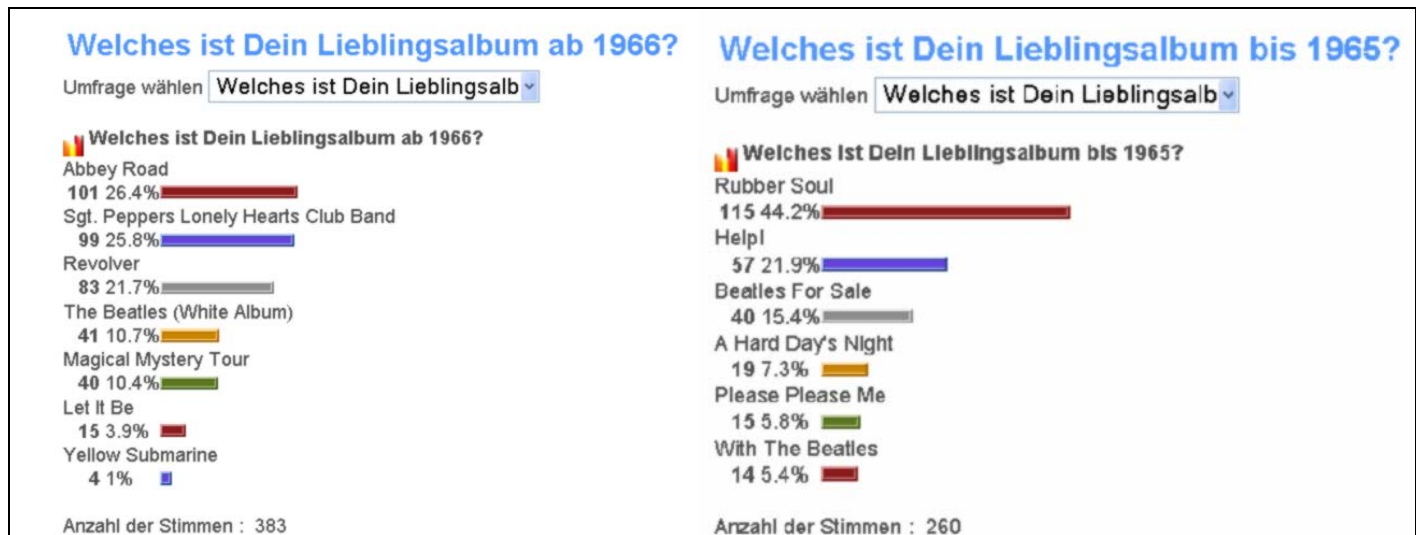 Welches ist Dein Lieblingsalbum ab 1966?
Umfrage wählen Welches ist Dein Lieblingsalb
Welches ist Dein Lieblingsalbum ab 1966?
Abbey Road
101 26.4%
Sgt. Peppers Lonely Hearts Club Band
99 25.8%
Revolver
83 21.7%
The Beatles (White Album)
41 10.7%
Magical Mystery Tour
40 10.4%
Let It Be
15 3.9%
Yellow Submarine
4 1%
Anzahl der Stimmen : 383
Welches ist Dein Lieblingsalbum bis 1965?
Umfrage wählen Welches ist Dein Lieblingsalb
Welches ist Dein Lieblingsalbum bis 1965?
Rubber Soul
115 44.2%
Help!
57 21.9%
Beatles For Sale
40 15.4%
A Hard Day's Night
19 7.3%
Please Please Me
15 5.8%
With The Beatles
14 5.4%
Anzahl der Stimmen : 260